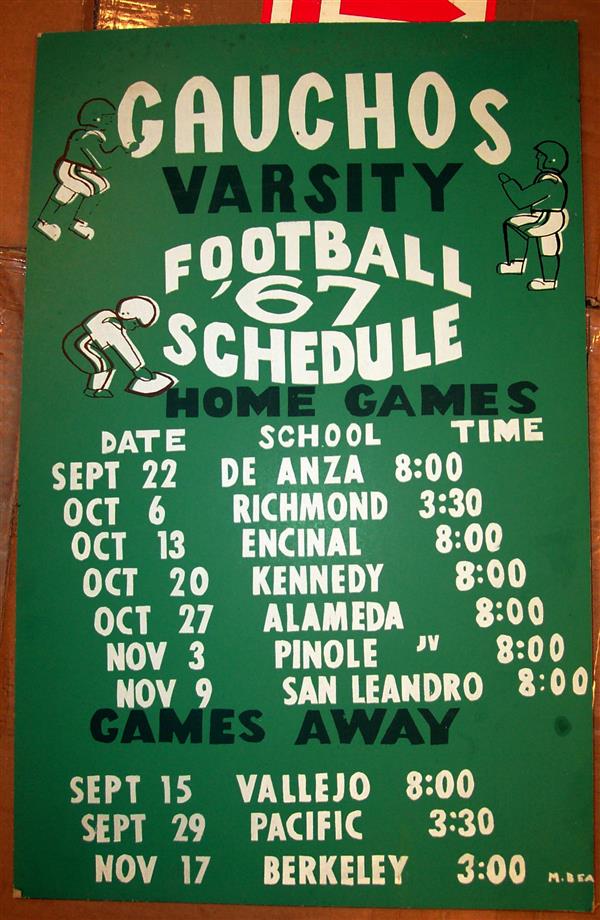 GAUCHOS
VARSITY
FOOTBALL
'67
SCHEDULE
HOME GAMES
DATE SCHOOL TIME
SEPT 22 DE ANZA 8:00
OCT 6 RICHMOND 3:30
OCT 13 ENCINAL 8:00
OCT 20 KENNEDY 8:00
OCT 27 ALAMEDA 8:00
NOV 3 PINOLE JV 8:00
NOV 9 SAN LEANDRO 8:00
GAMES AWAY
SEPT 15 VALLEJO 8:00
SEPT 29 PACIFIC 3:30
NOV 17 BERKELEY 3:00
M.BEA